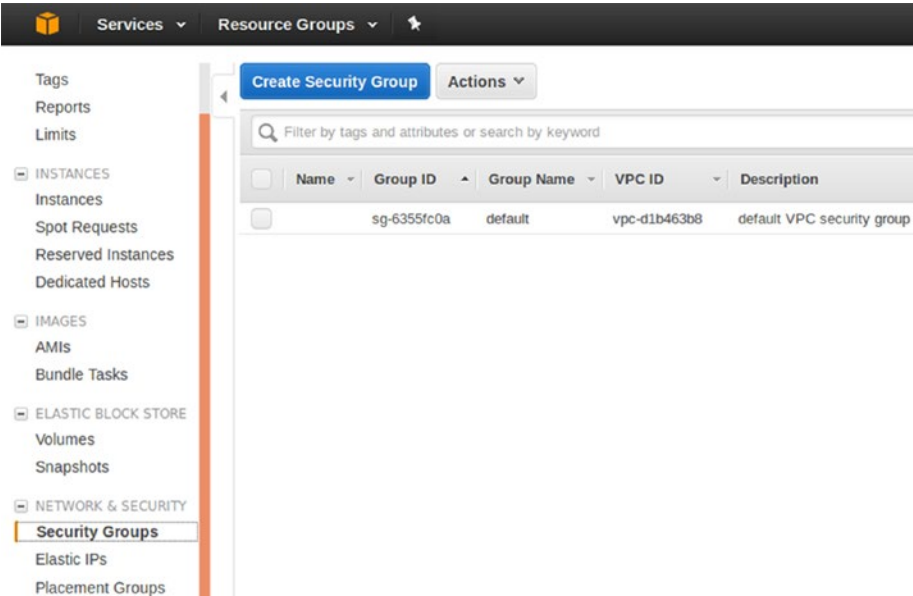 Services Resource Groups
Tags
Reports
Limits
INSTANCES
Instances
Spot Requests
Reserved Instances
Dedicated Hosts
IMAGES
AMIs
Bundle Tasks
ELASTIC BLOCK STORE
Volumes
Snapshots
NETWORK & SECURITY
Security Groups
Elastic IPs
Placement Groups
Create Security Group Actions
Filter by tags and attributes or search by keyword
Name Group ID Group Name VPC ID Description
sg-6355fc0a default vpc-d1b463b8 default VPC security group